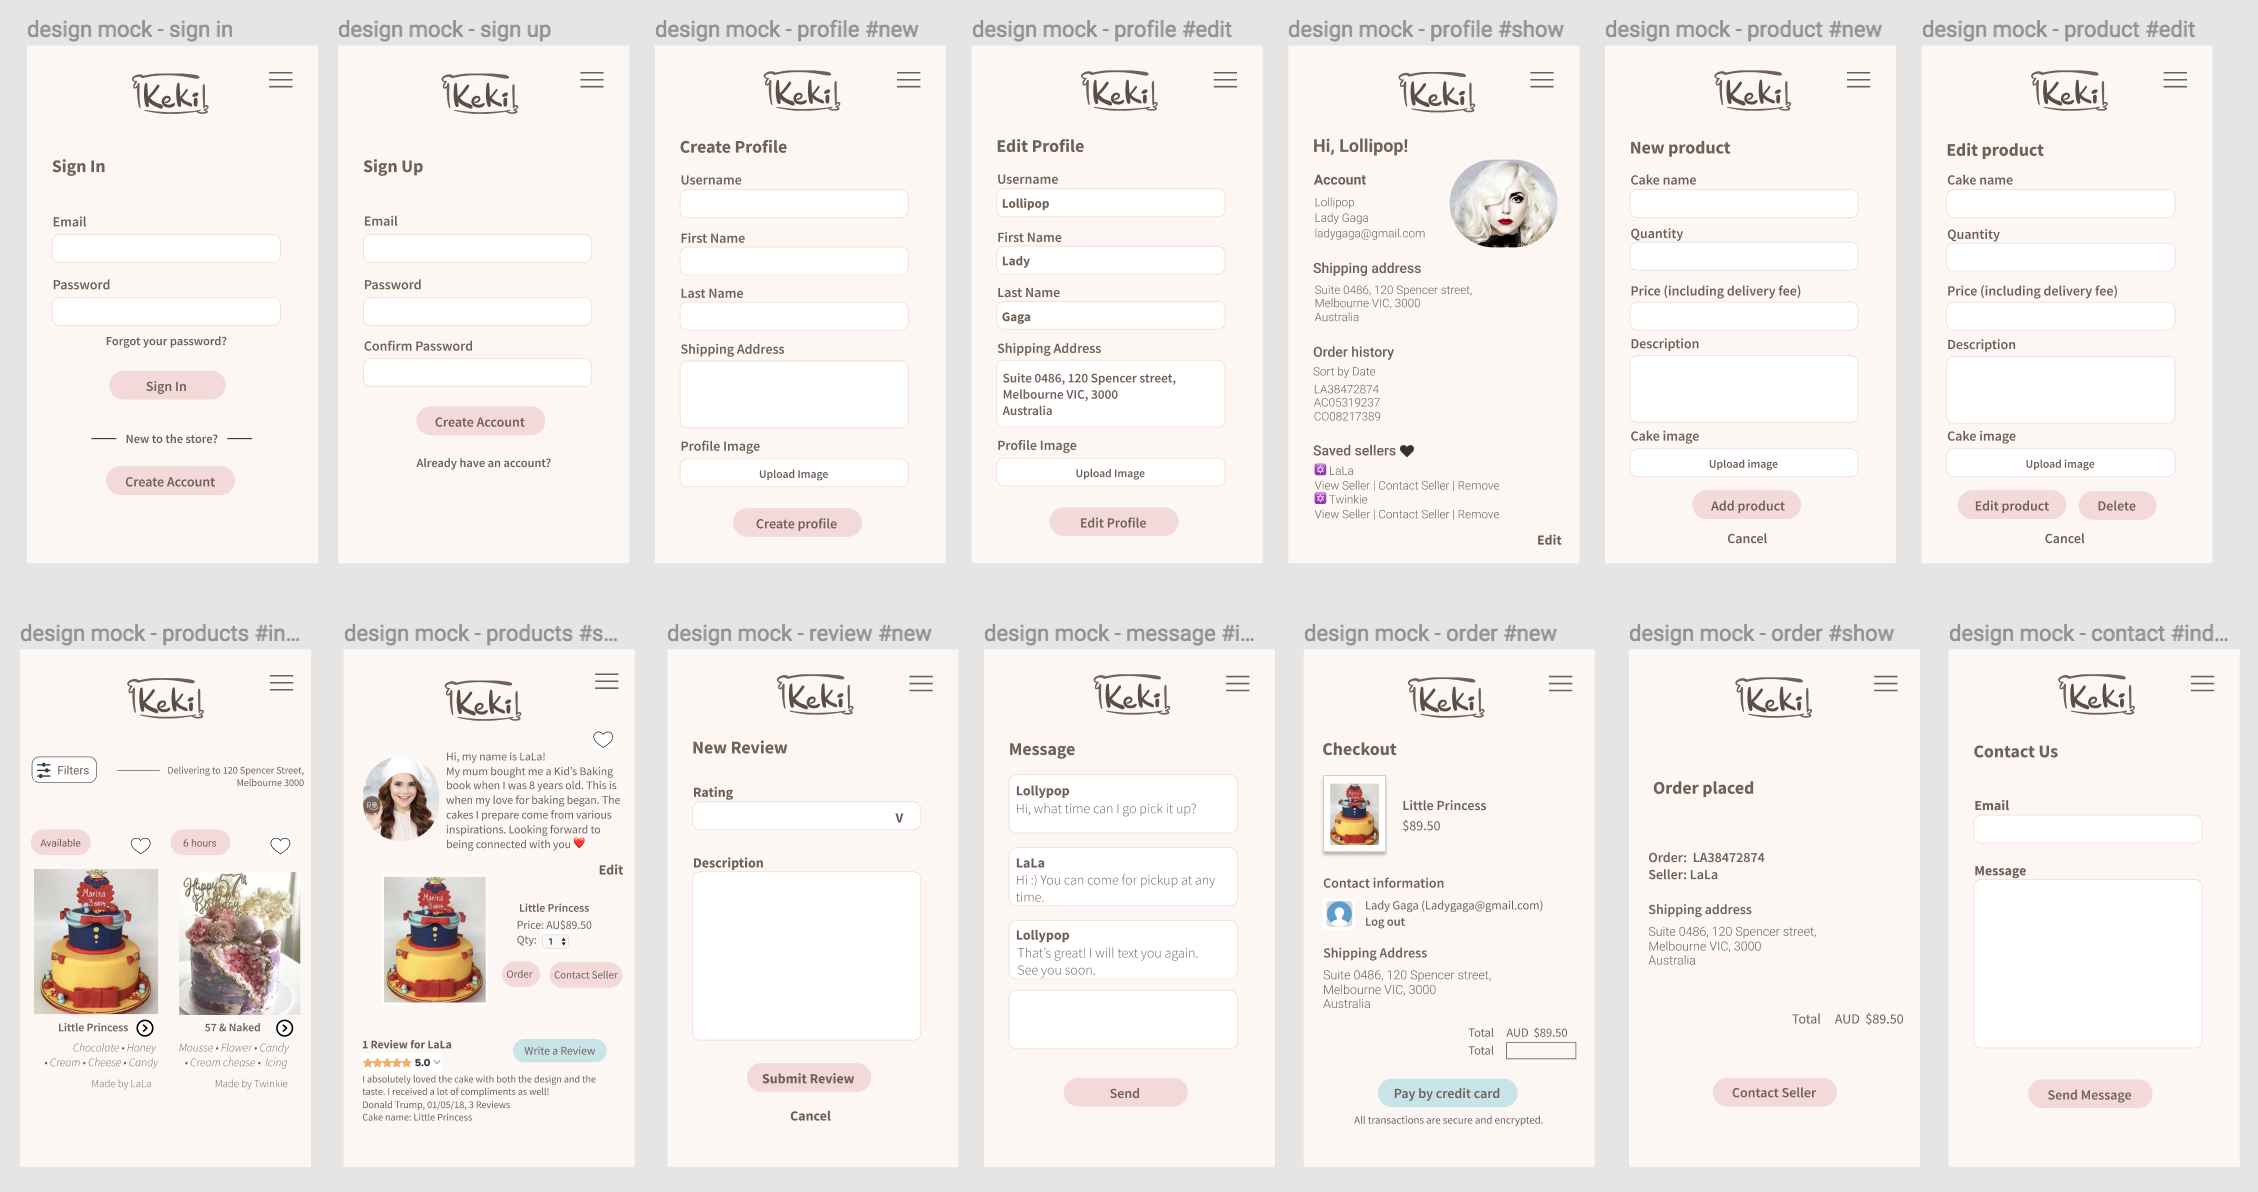 design mock - sign in
Keki
Sign In
Email
Password
Forgot your password?
Sign In
New to the store?
Create Account
design mock - sign up
Keki
Sign Up
Email
Password
Confirm Password
Create Account
Already have an account?
design mock - profile #new
Keki
Create Profile
Username
First Name
Last Name
Shipping Address
Profile Image
Upload Image
Create profile
design mock - profile #edit
Keki
Edit Profile
Username
Lollipop
First Name
Lady
Last Name
Gaga
Shipping Address
Suite 0486, 120 Spencer street,
Melbourne VIC, 3000
Australia
Profile Image
Upload Image
Edit Profile
design mock - profile #show
Keki
Hi, Lollipop!
Account
Lollipop
Lady Gaga
ladygaga@gmail.com
Shipping address
Suite 0486, 120 Spencer street,
Melbourne VIC, 3000
Australia
Order history
Sort by Date
LA38472874
AC05319237
CO08217389
Saved sellers 🖤
🔯 LaLa
View Seller | Contact Seller | Remove
🔯 Twinkie
View Seller | Contact Seller | Remove
Edit
design mock - product #new
Keki
New product
Cake name
Quantity
Price (including delivery fee)
Description
Cake image
Upload image
Add product
Cancel
design mock - product #edit
Keki
Edit product
Cake name
Quantity
Price (including delivery fee)
Description
Cake image
Upload image
Edit product
Delete
Cancel
design mock - products #in...
Keki
Filters
Delivering to 120 Spencer Street,
Melbourne 3000
Available
6 hours
Marina
3 anos
Happy 57th
Birthday
Little Princess
57 & Naked
Chocolate • Honey
• Cream • Cheese • Candy
Mousse • Flower • Candy
• Cream chease • Icing
Made by LaLa
Made by Twinkie
design mock - products #s...
Keki
Hi, my name is LaLa!
My mum bought me a Kid's Baking
book when I was 8 years old. This is
when my love for baking began. The
cakes I prepare come from various
inspirations. Looking forward to
being connected with you ❤️
Edit
Marina
3 anos
Little Princess
Price: AU$89.50
Qty: 1
Order
Contact Seller
1 Review for LaLa
Write a Review
5.0
I absolutely loved the cake with both the design and the
taste. I received a lot of compliments as well!
Donald Trump, 01/05/18, 3 Reviews
Cake name: Little Princess
design mock - review #new
Keki
New Review
Rating
V
Description
Submit Review
Cancel
design mock - message #i...
Keki
Message
Lollypop
Hi, what time can I go pick it up?
LaLa
Hi :) You can come for pickup at any
time.
Lollypop
That's great! I will text you again.
See you soon.
Send
design mock - order #new
Keki
Checkout
Little Princess
$89.50
Contact information
Lady Gaga (Ladygaga@gmail.com)
Log out
Shipping Address
Suite 0486, 120 Spencer street,
Melbourne VIC, 3000
Australia
Total AUD $89.50
Total
Pay by credit card
All transactions are secure and encrypted.
design mock - order #show
Keki
Order placed
Order: LA38472874
Seller: LaLa
Shipping address
Suite 0486, 120 Spencer street,
Melbourne VIC, 3000
Australia
Total AUD $89.50
Contact Seller
design mock - contact #ind...
Keki
Contact Us
Email
Message
Send Message